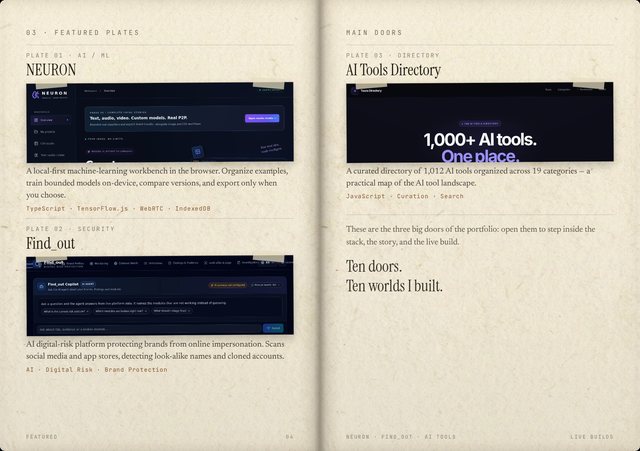 03 · FEATURED PLATES
PLATE 01 · AI / ML
NEURON
NEURON
Overview
Text, audio, video. Custom models. Real P2P.
A local-first machine-learning workbench in the browser. Organize examples,
train bounded models on-device, compare versions, and export only when
you choose.
TypeScript · TensorFlow.js · WebRTC · IndexedDB
PLATE 02 · SECURITY
Find_out
Find_out Copilot
AI digital-risk platform protecting brands from online impersonation. Scans
social media and app stores, detecting look-alike names and cloned accounts.
AI · Digital Risk · Brand Protection
FEATURED
04
MAIN DOORS
PLATE 03 · DIRECTORY
AI Tools Directory
1,000+ AI tools.
One place.
A curated directory of 1,012 AI tools organized across 19 categories — a
practical map of the AI tool landscape.
JavaScript · Curation · Search
These are the three big doors of the portfolio: open them to step inside the
stack, the story, and the live build.
Ten doors.
Ten worlds I built.
NEURON · FIND_OUT · AI TOOLS
LIVE BUILDS